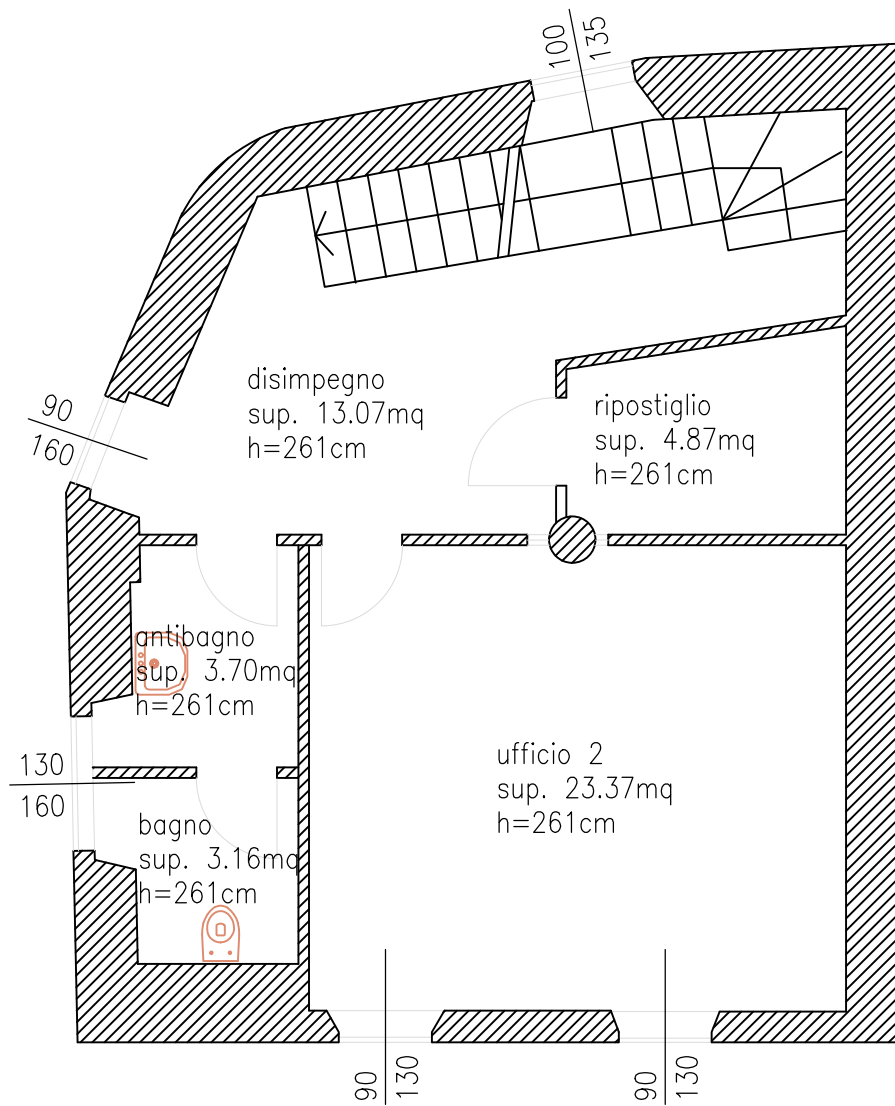 100
135
disimpegno
sup. 13.07mq
h=261cm
90
160
ripostiglio
sup. 4.87mq
h=261cm
antibagno
sup. 3.70mq
h=261cm
ufficio 2
sup. 23.37mq
h=261cm
130
160
bagno
sup. 3.16mq
h=261cm
90
130
90
130